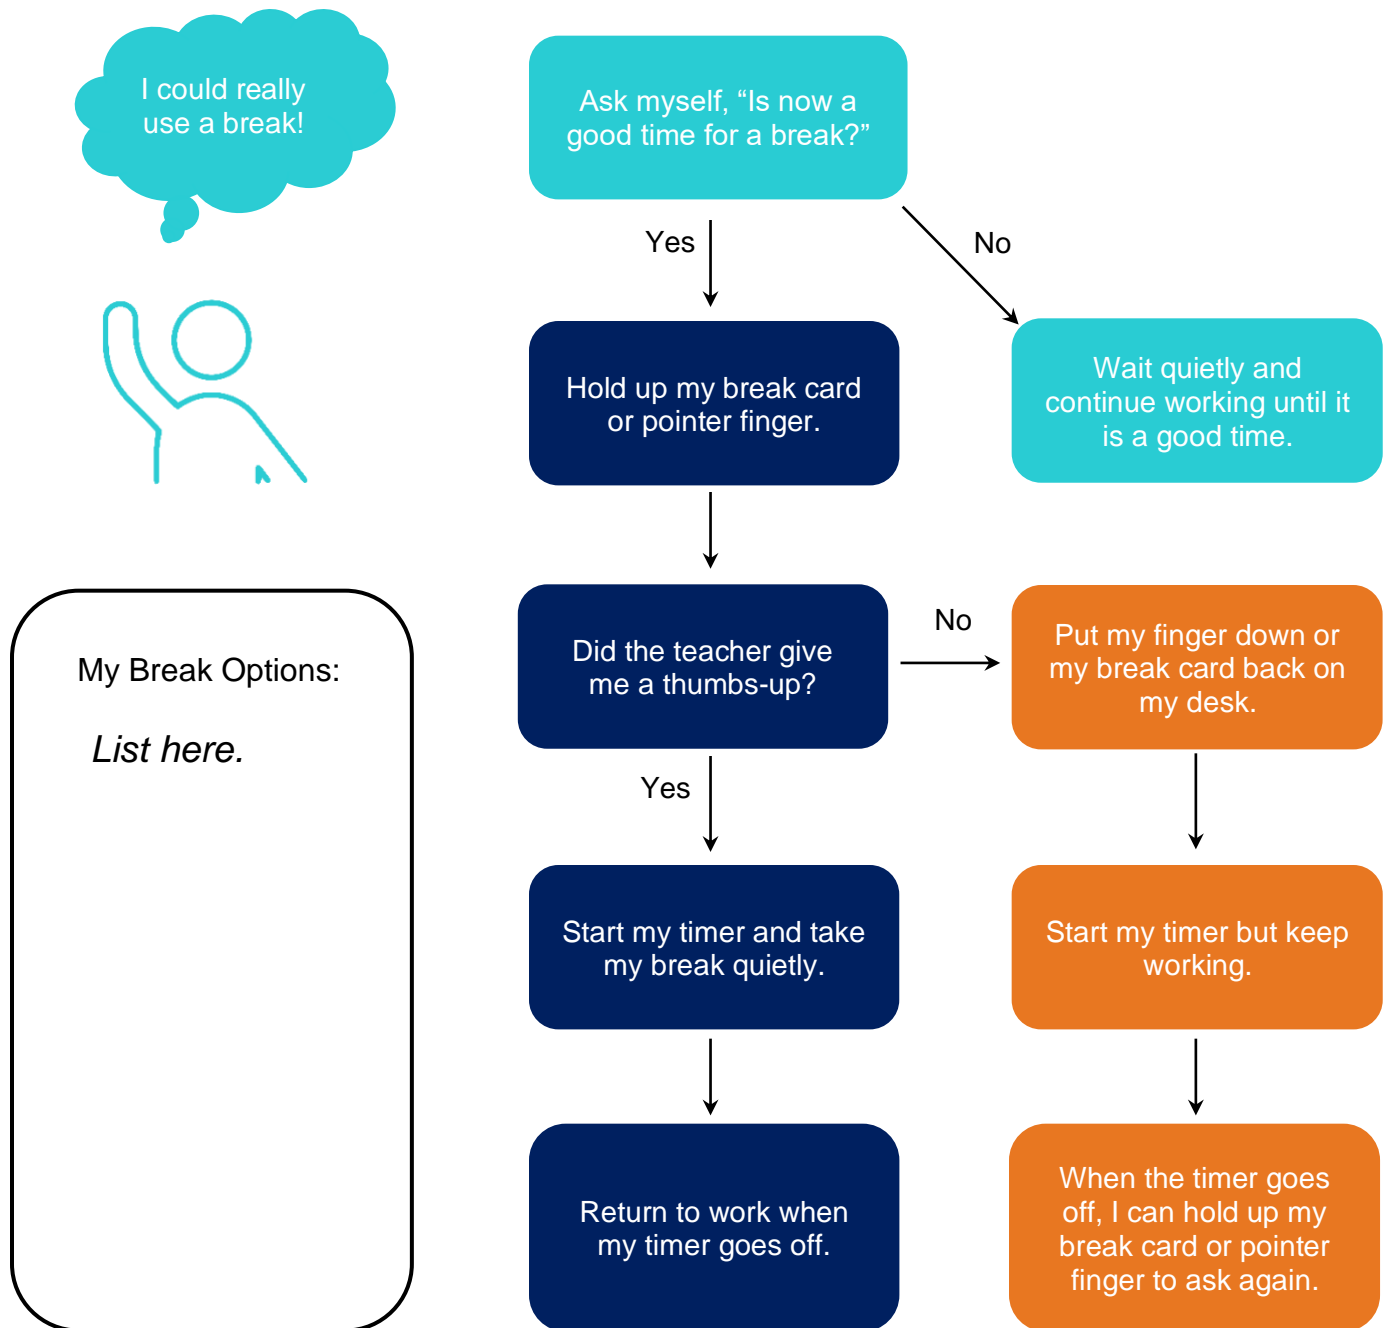 I could really
use a break!
Ask myself, “Is now a
good time for a break?”
Yes
No
Hold up my break card
or pointer finger.
Wait quietly and
continue working until it
is a good time.
My Break Options:
List here.
Did the teacher give
me a thumbs-up?
No
Put my finger down or
my break card back on
my desk.
Yes
Start my timer and take
my break quietly.
Start my timer but keep
working.
Return to work when
my timer goes off.
When the timer goes
off, I can hold up my
break card or pointer
finger to ask again.